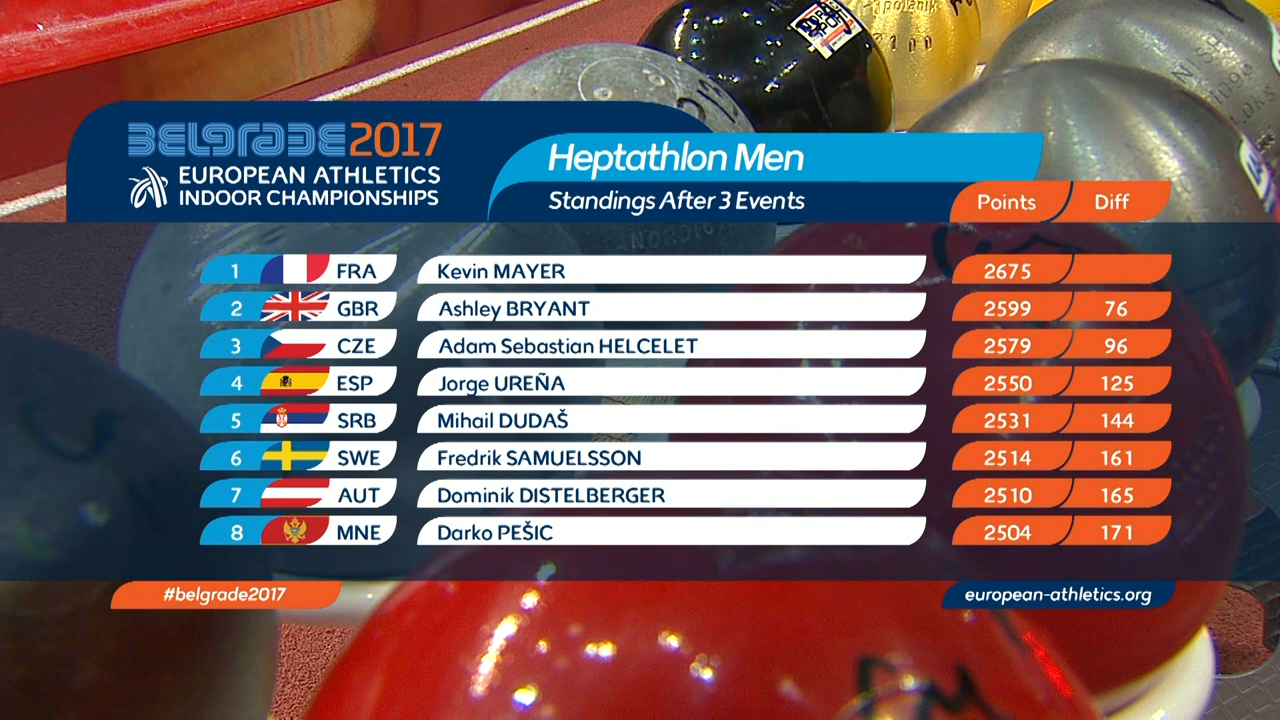 BELGRADE 2017
EUROPEAN ATHLETICS
INDOOR CHAMPIONSHIPS
Heptathlon Men
Standings After 3 Events
Points Diff
1 FRA Kevin MAYER 2675
2 GBR Ashley BRYANT 2599 76
3 CZE Adam Sebastian HELCELET 2579 96
4 ESP Jorge UREÑA 2550 125
5 SRB Mihail DUDAŠ 2531 144
6 SWE Fredrik SAMUELSSON 2514 161
7 AUT Dominik DISTELBERGER 2510 165
8 MNE Darko PEŠIC 2504 171
#belgrade2017
european-athletics.org
polanik